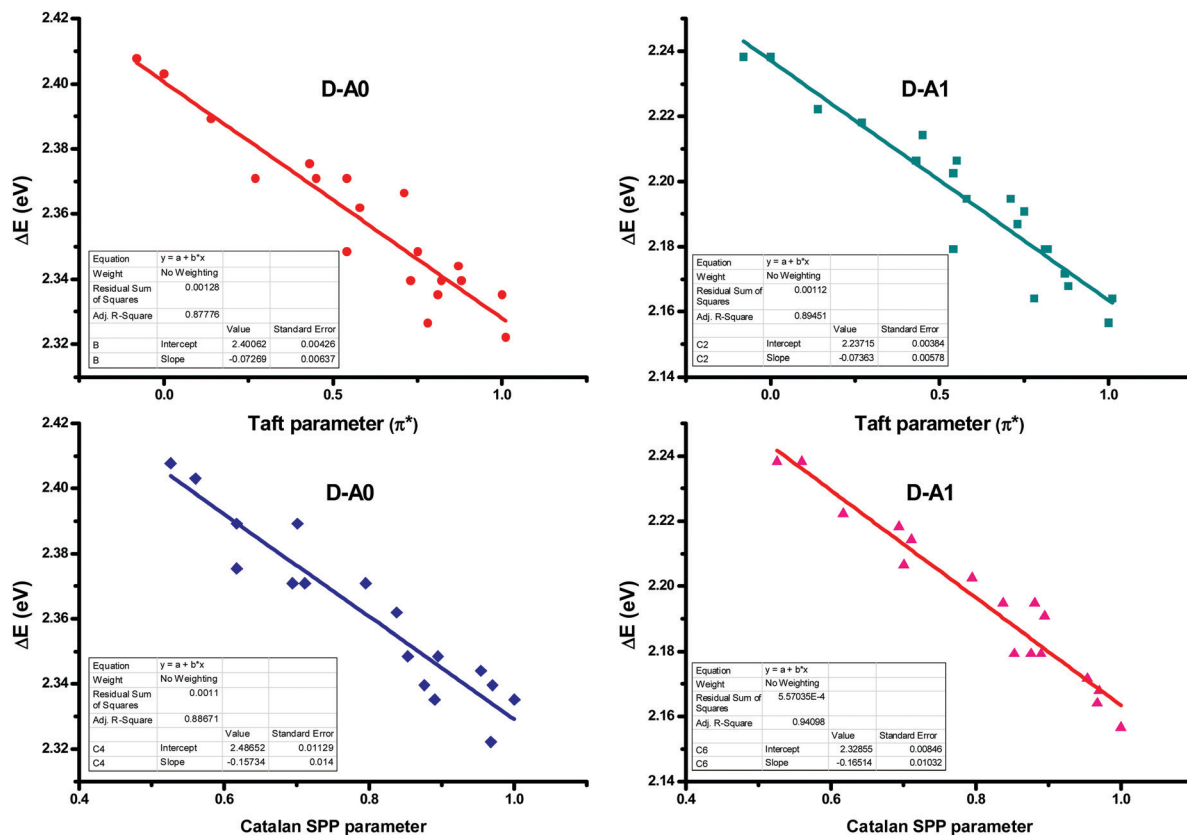 2.42
2.40
2.38
2.36
2.34
2.32
ΔE (eV)
D-A0
Equation y = a + b*x
Weight No Weighting
Residual Sum of Squares 0.00128
Adj. R-Square 0.87776
Value Standard Error
B Intercept 2.40062 0.00426
B Slope -0.07269 0.00637
0.0 0.5 1.0
Taft parameter (π*)
2.24
2.22
2.20
2.18
2.16
2.14
ΔE (eV)
D-A1
Equation y = a + b*x
Weight No Weighting
Residual Sum of Squares 0.00112
Adj. R-Square 0.89451
Value Standard Error
C2 Intercept 2.23715 0.00384
C2 Slope -0.07363 0.00578
0.0 0.5 1.0
Taft parameter (π*)
2.42
2.40
2.38
2.36
2.34
2.32
ΔE (eV)
D-A0
Equation y = a + b*x
Weight No Weighting
Residual Sum of Squares 0.0011
Adj. R-Square 0.88671
Value Standard Error
C4 Intercept 2.48652 0.01129
C4 Slope -0.15734 0.014
0.4 0.6 0.8 1.0
Catalan SPP parameter
2.24
2.22
2.20
2.18
2.16
2.14
ΔE (eV)
D-A1
Equation y = a + b*x
Weight No Weighting
Residual Sum of Squares 5.57035E-4
Adj. R-Square 0.94098
Value Standard Error
C6 Intercept 2.32855 0.00846
C6 Slope -0.16514 0.01032
0.4 0.6 0.8 1.0
Catalan SPP parameter